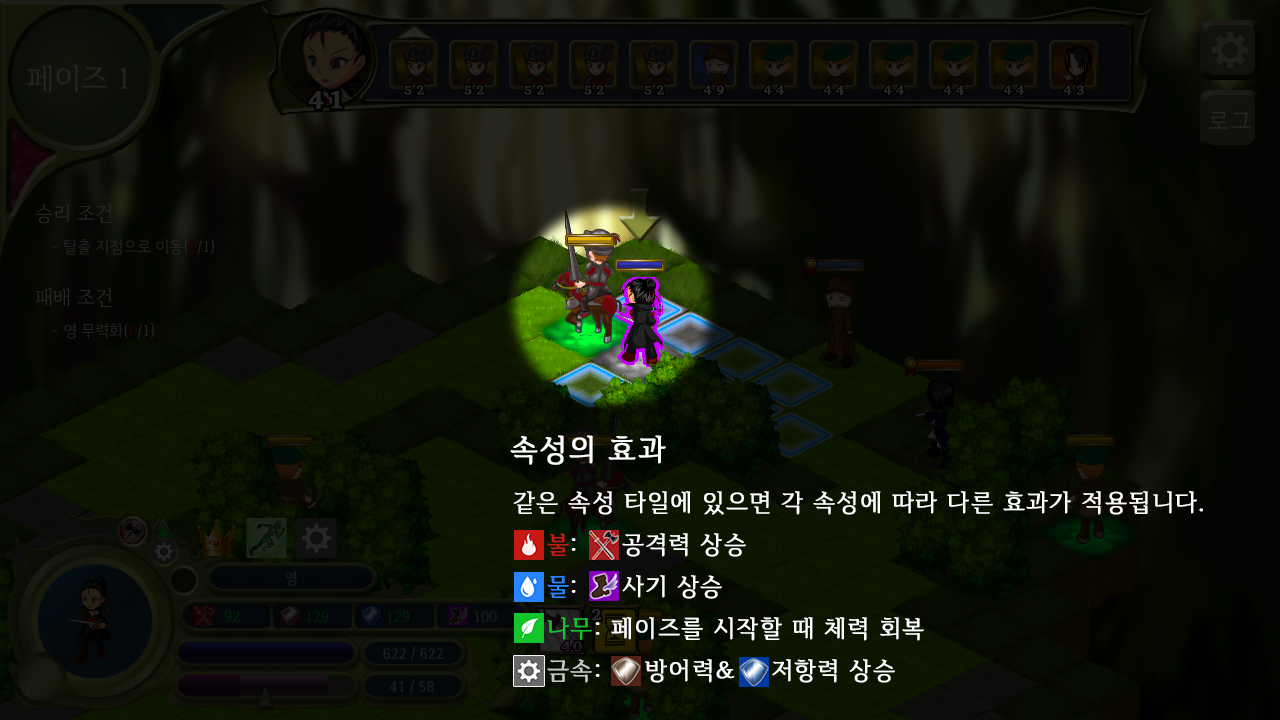 페이즈 1
41
52 52 52 52 52 49 44 44 44 44 44 43
로그
승리 조건
- 탈출 지점으로 이동( /1)
패배 조건
- 영 무력화( /1)
속성의 효과
같은 속성 타일에 있으면 각 속성에 따라 다른 효과가 적용됩니다.
불: 공격력 상승
물: 사기 상승
나무: 페이즈를 시작할 때 체력 회복
금속: 방어력& 저항력 상승
영
92 129 129 100
2
40
622 / 622
41 / 58